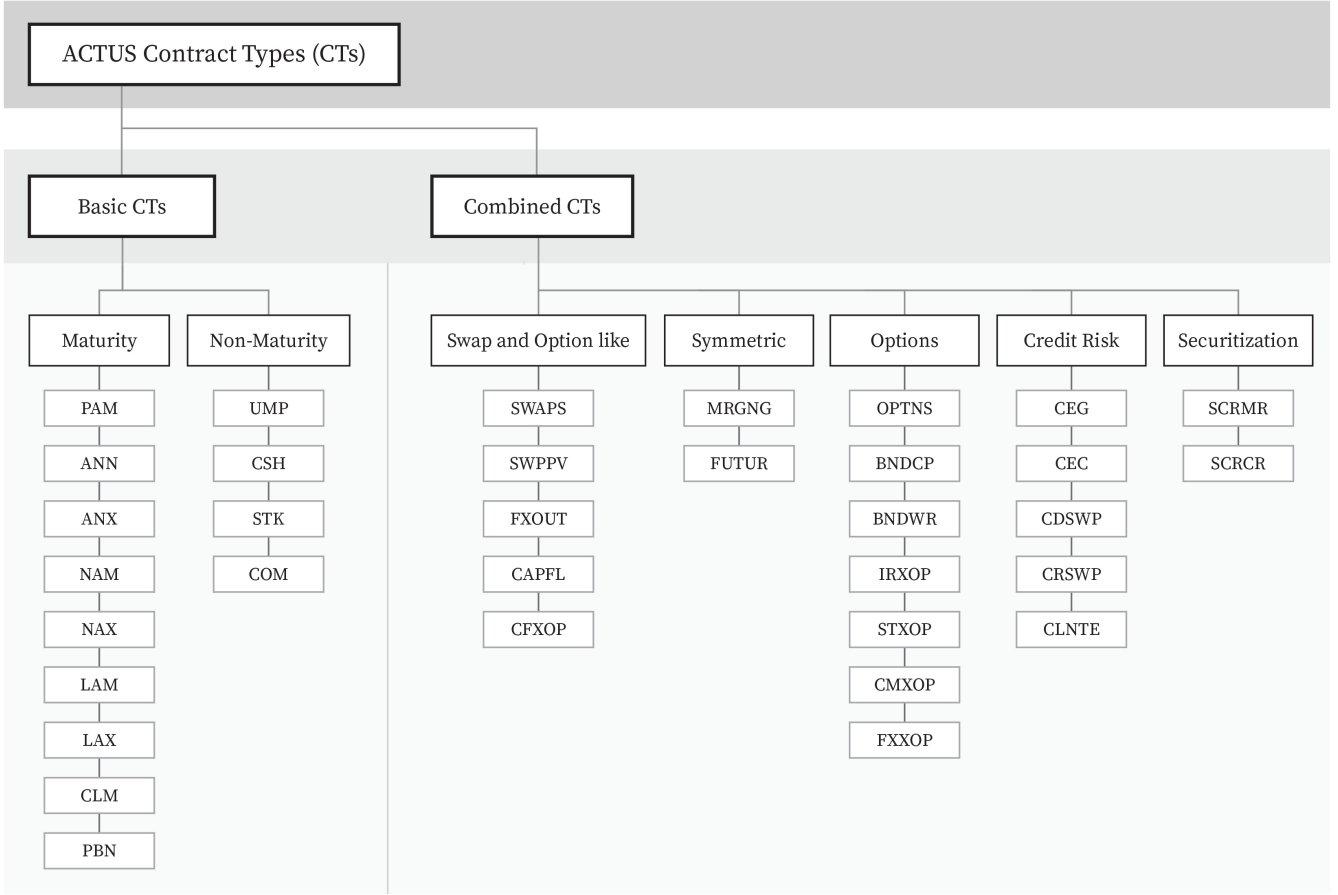 ACTUS Contract Types (CTs)
Basic CTs
Combined CTs
Maturity
Non-Maturity
Swap and Option like
Symmetric
Options
Credit Risk
Securitization
PAM
ANN
ANX
NAM
NAX
LAM
LAX
CLM
PBN
UMP
CSH
STK
COM
SWAPS
SWPPV
FXOUT
CAPFL
CFXOP
MRGNG
FUTUR
OPTNS
BNDCP
BNDWR
IRXOP
STXOP
CMXOP
FXXOP
CEG
CEC
CDSWP
CRSWP
CLNTE
SCRMR
SCRCR